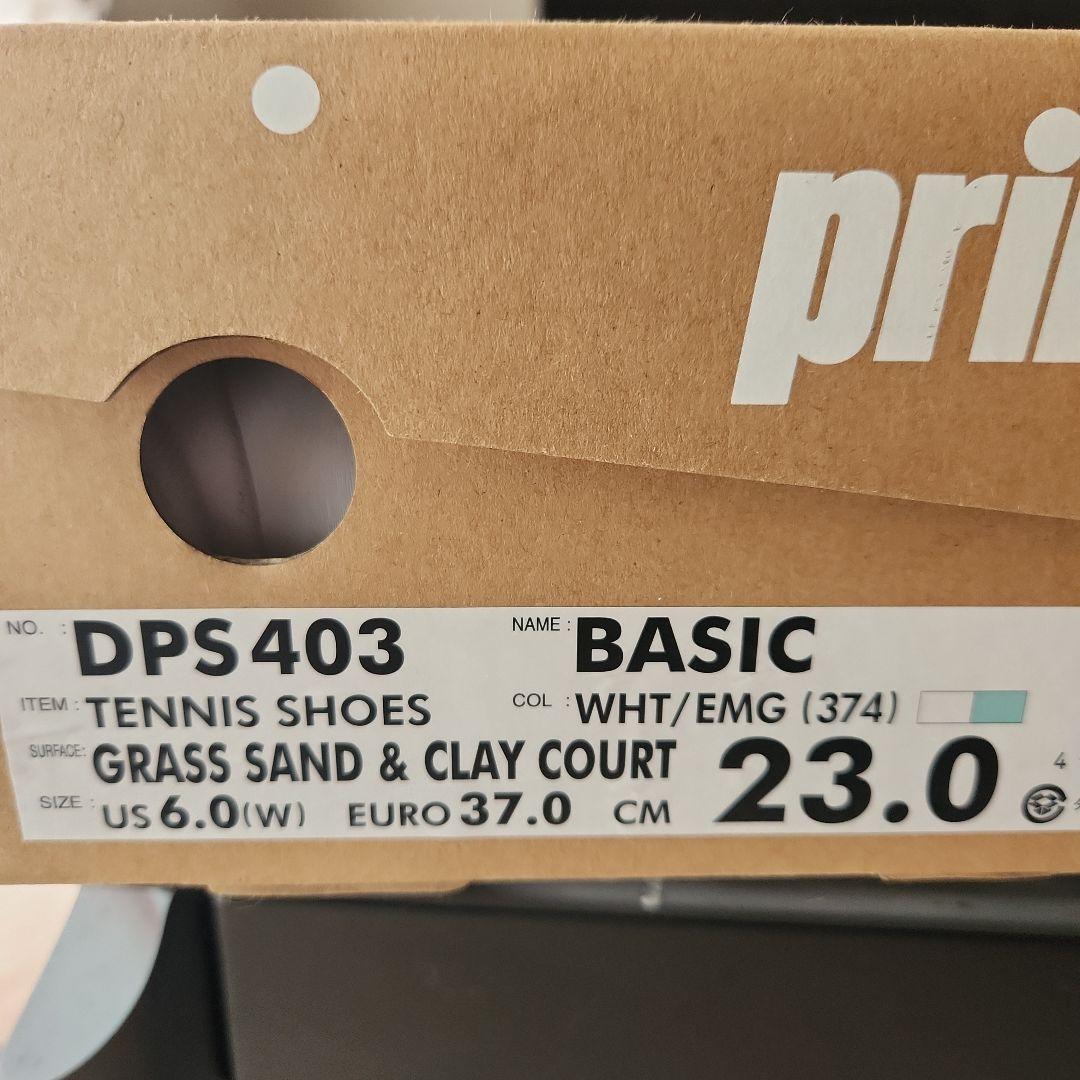 pri
NO. : DPS403 NAME : BASIC
ITEM : TENNIS SHOES COL : WHT/EMG (374)
SURFACE: GRASS SAND & CLAY COURT
SIZE : US 6.0(W) EURO 37.0 CM 23.0
4